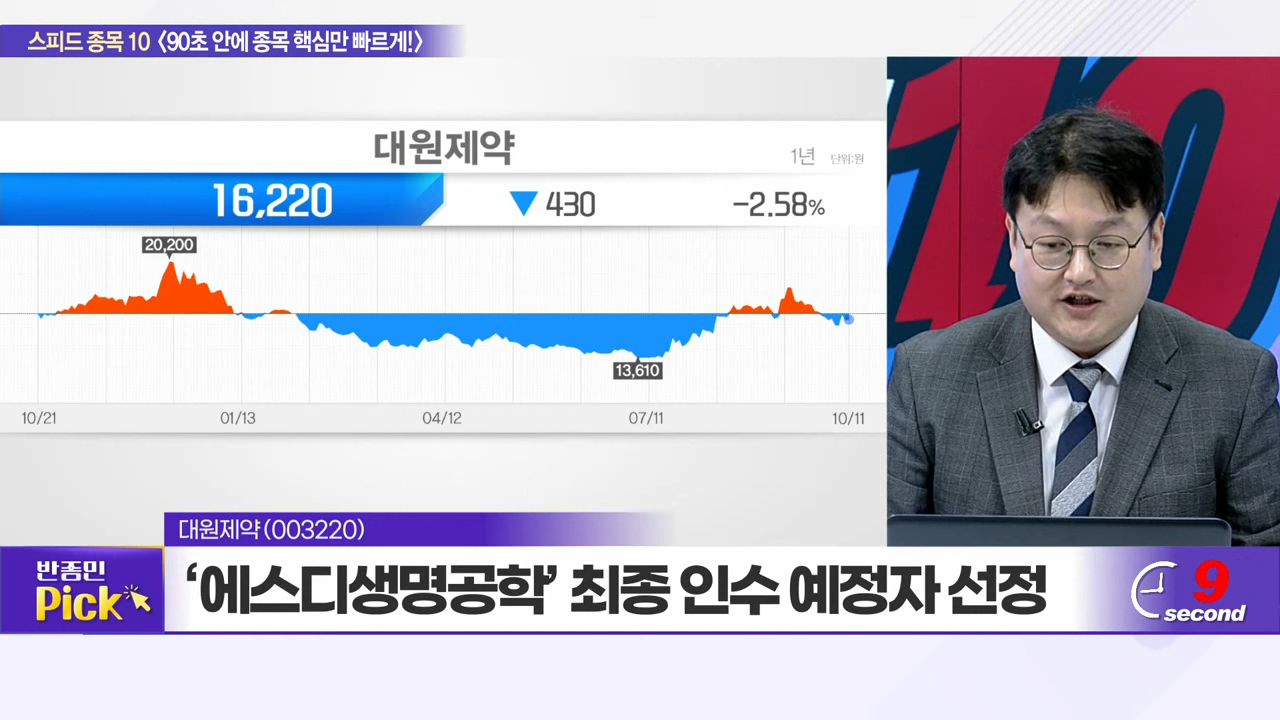 스피드 종목 10 〈90초 안에 종목 핵심만 빠르게!〉
대원제약
1년 단위:원
16,220 ▼ 430 -2.58%
20,200
13,610
10/21 01/13 04/12 07/11 10/11
대원제약(003220)
반종민
Pick
‘에스디생명공학’ 최종 인수 예정자 선정
9
second
10